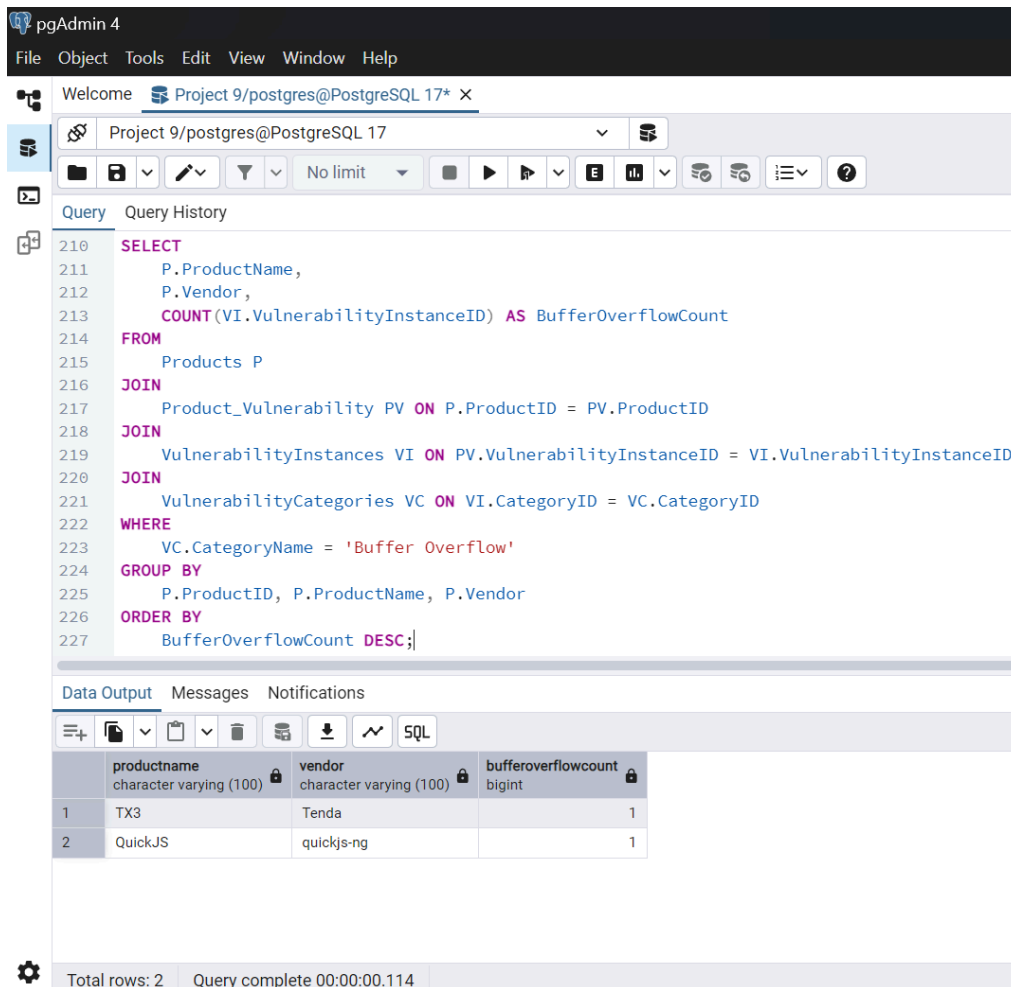 pgAdmin 4
File Object Tools Edit View Window Help
Welcome Project 9/postgres@PostgreSQL 17* X
Project 9/postgres@PostgreSQL 17
No limit E
Query Query History
210 SELECT
211 P.ProductName,
212 P.Vendor,
213 COUNT(VI.VulnerabilityInstanceID) AS BufferOverflowCount
214 FROM
215 Products P
216 JOIN
217 Product_Vulnerability PV ON P.ProductID = PV.ProductID
218 JOIN
219 VulnerabilityInstances VI ON PV.VulnerabilityInstanceID = VI.VulnerabilityInstanceID
220 JOIN
221 VulnerabilityCategories VC ON VI.CategoryID = VC.CategoryID
222 WHERE
223 VC.CategoryName = 'Buffer Overflow'
224 GROUP BY
225 P.ProductID, P.ProductName, P.Vendor
226 ORDER BY
227 BufferOverflowCount DESC;
Data Output Messages Notifications
SQL
productname vendor bufferoverflowcount
character varying (100) character varying (100) bigint
1 TX3 Tenda 1
2 QuickJS quickjs-ng 1
Total rows: 2 Query complete 00:00:00.114